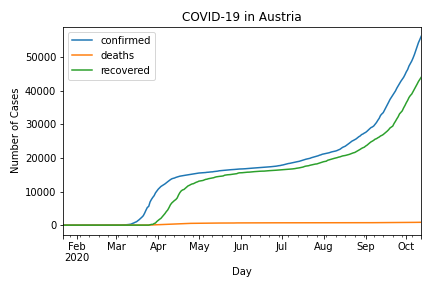 COVID-19 in Austria
confirmed
deaths
recovered
Number of Cases
50000
40000
30000
20000
10000
0
Feb Mar Apr May Jun Jul Aug Sep Oct
2020
Day